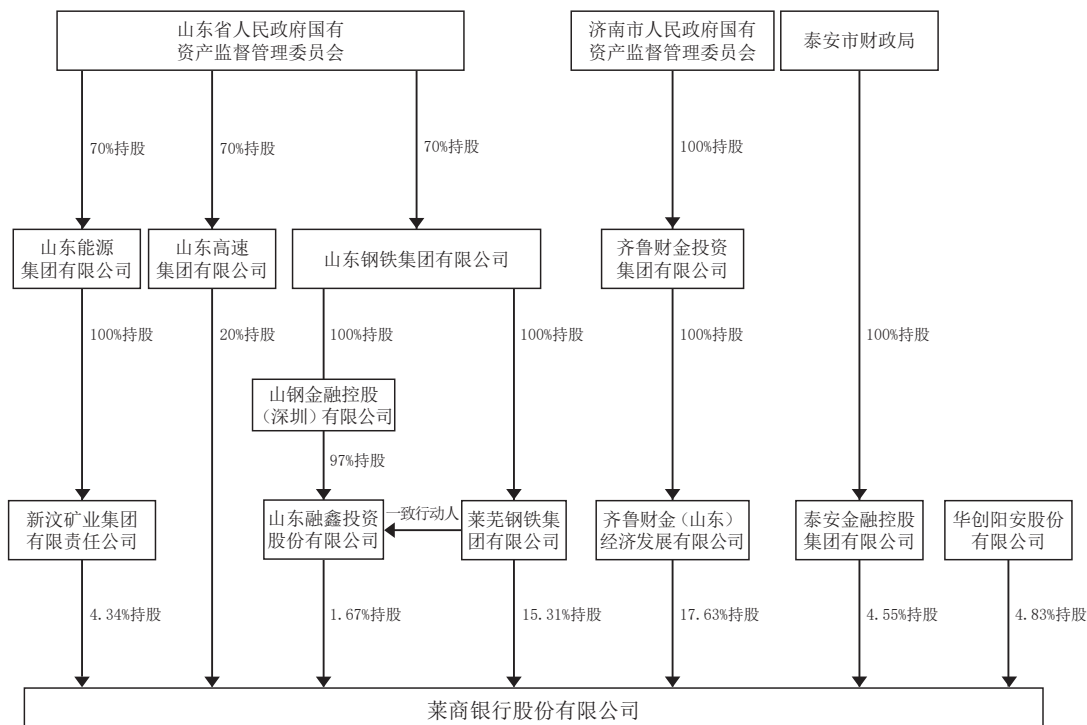 山东省人民政府国有
资产监督管理委员会
济南市人民政府国有
资产监督管理委员会
泰安市财政局
70%持股
70%持股
70%持股
100%持股
山东能源
集团有限公司
山东高速
集团有限公司
山东钢铁集团有限公司
齐鲁财金投资
集团有限公司
100%持股
20%持股
100%持股
100%持股
100%持股
100%持股
山钢金融控股
（深圳）有限公司
97%持股
新汶矿业集团
有限责任公司
山东融鑫投资
股份有限公司
一致行动人
莱芜钢铁集
团有限公司
齐鲁财金（山东）
经济发展有限公司
泰安金融控股
集团有限公司
华创阳安股份
有限公司
4.34%持股
1.67%持股
15.31%持股
17.63%持股
4.55%持股
4.83%持股
莱商银行股份有限公司